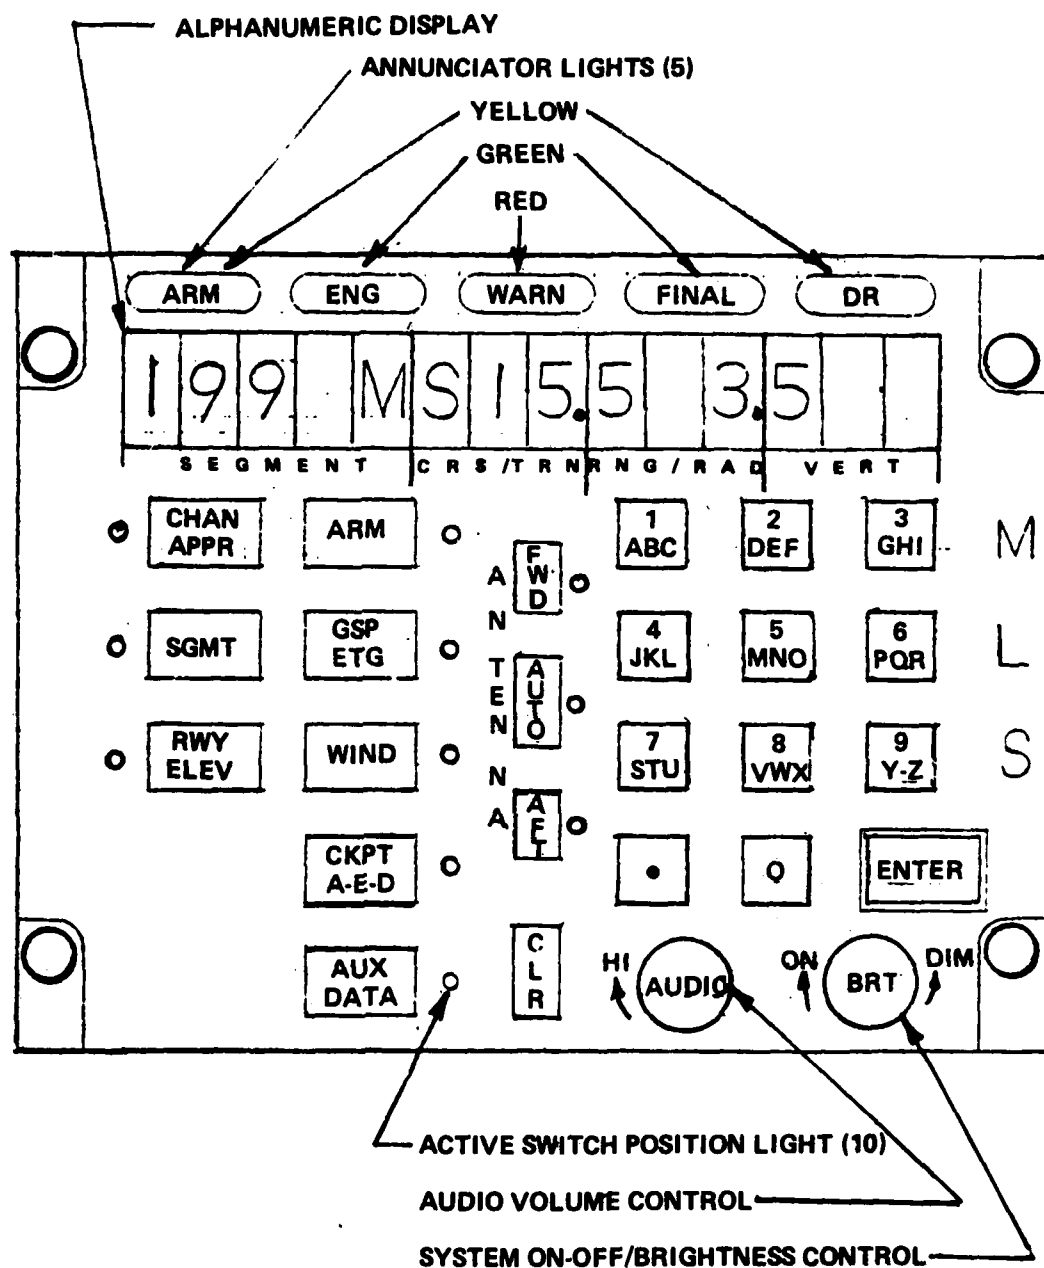 ALPHANUMERIC DISPLAY
ANNUNCIATOR LIGHTS (5)
YELLOW
GREEN
RED
ARM ENG WARN FINAL DR
199 MS15.5 3.5
SEGMENT CRS/TRN RNG/RAD VERT
CHAN APPR
ARM
FWD
1 ABC
2 DEF
3 GHI
SGMT
GSP ETG
ANTENNA
AUTO
4 JKL
5 MNO
6 PQR
MLS
RWY ELEV
WIND
AFT
7 STU
8 VWX
9 Y-Z
CKPT A-E-D
•
0
ENTER
AUX DATA
CLR
HI
AUDIO
ON
BRT
DIM
ACTIVE SWITCH POSITION LIGHT (10)
AUDIO VOLUME CONTROL
SYSTEM ON-OFF/BRIGHTNESS CONTROL